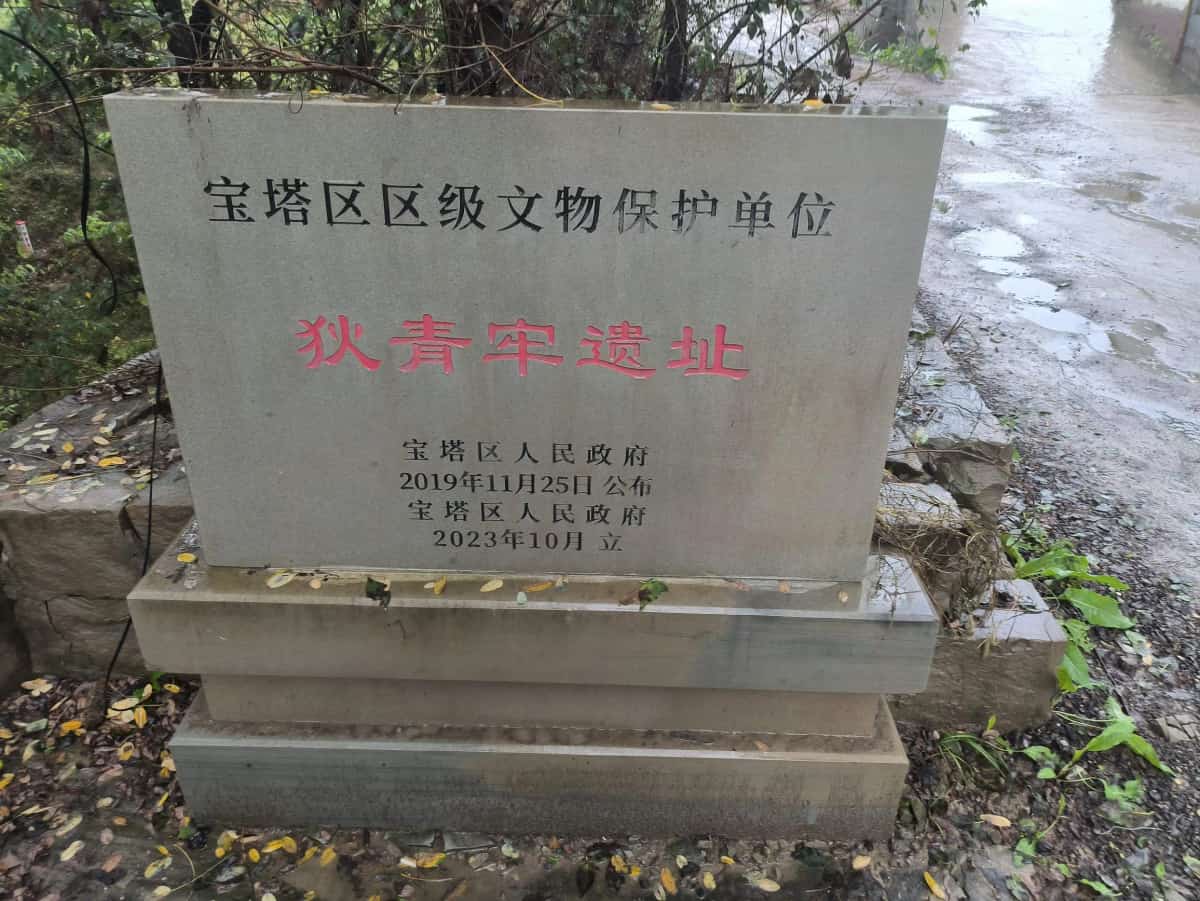 宝塔区区级文物保护单位
狄青牢遗址
宝塔区人民政府
2019年11月25日 公布
宝塔区人民政府
2023年10月 立